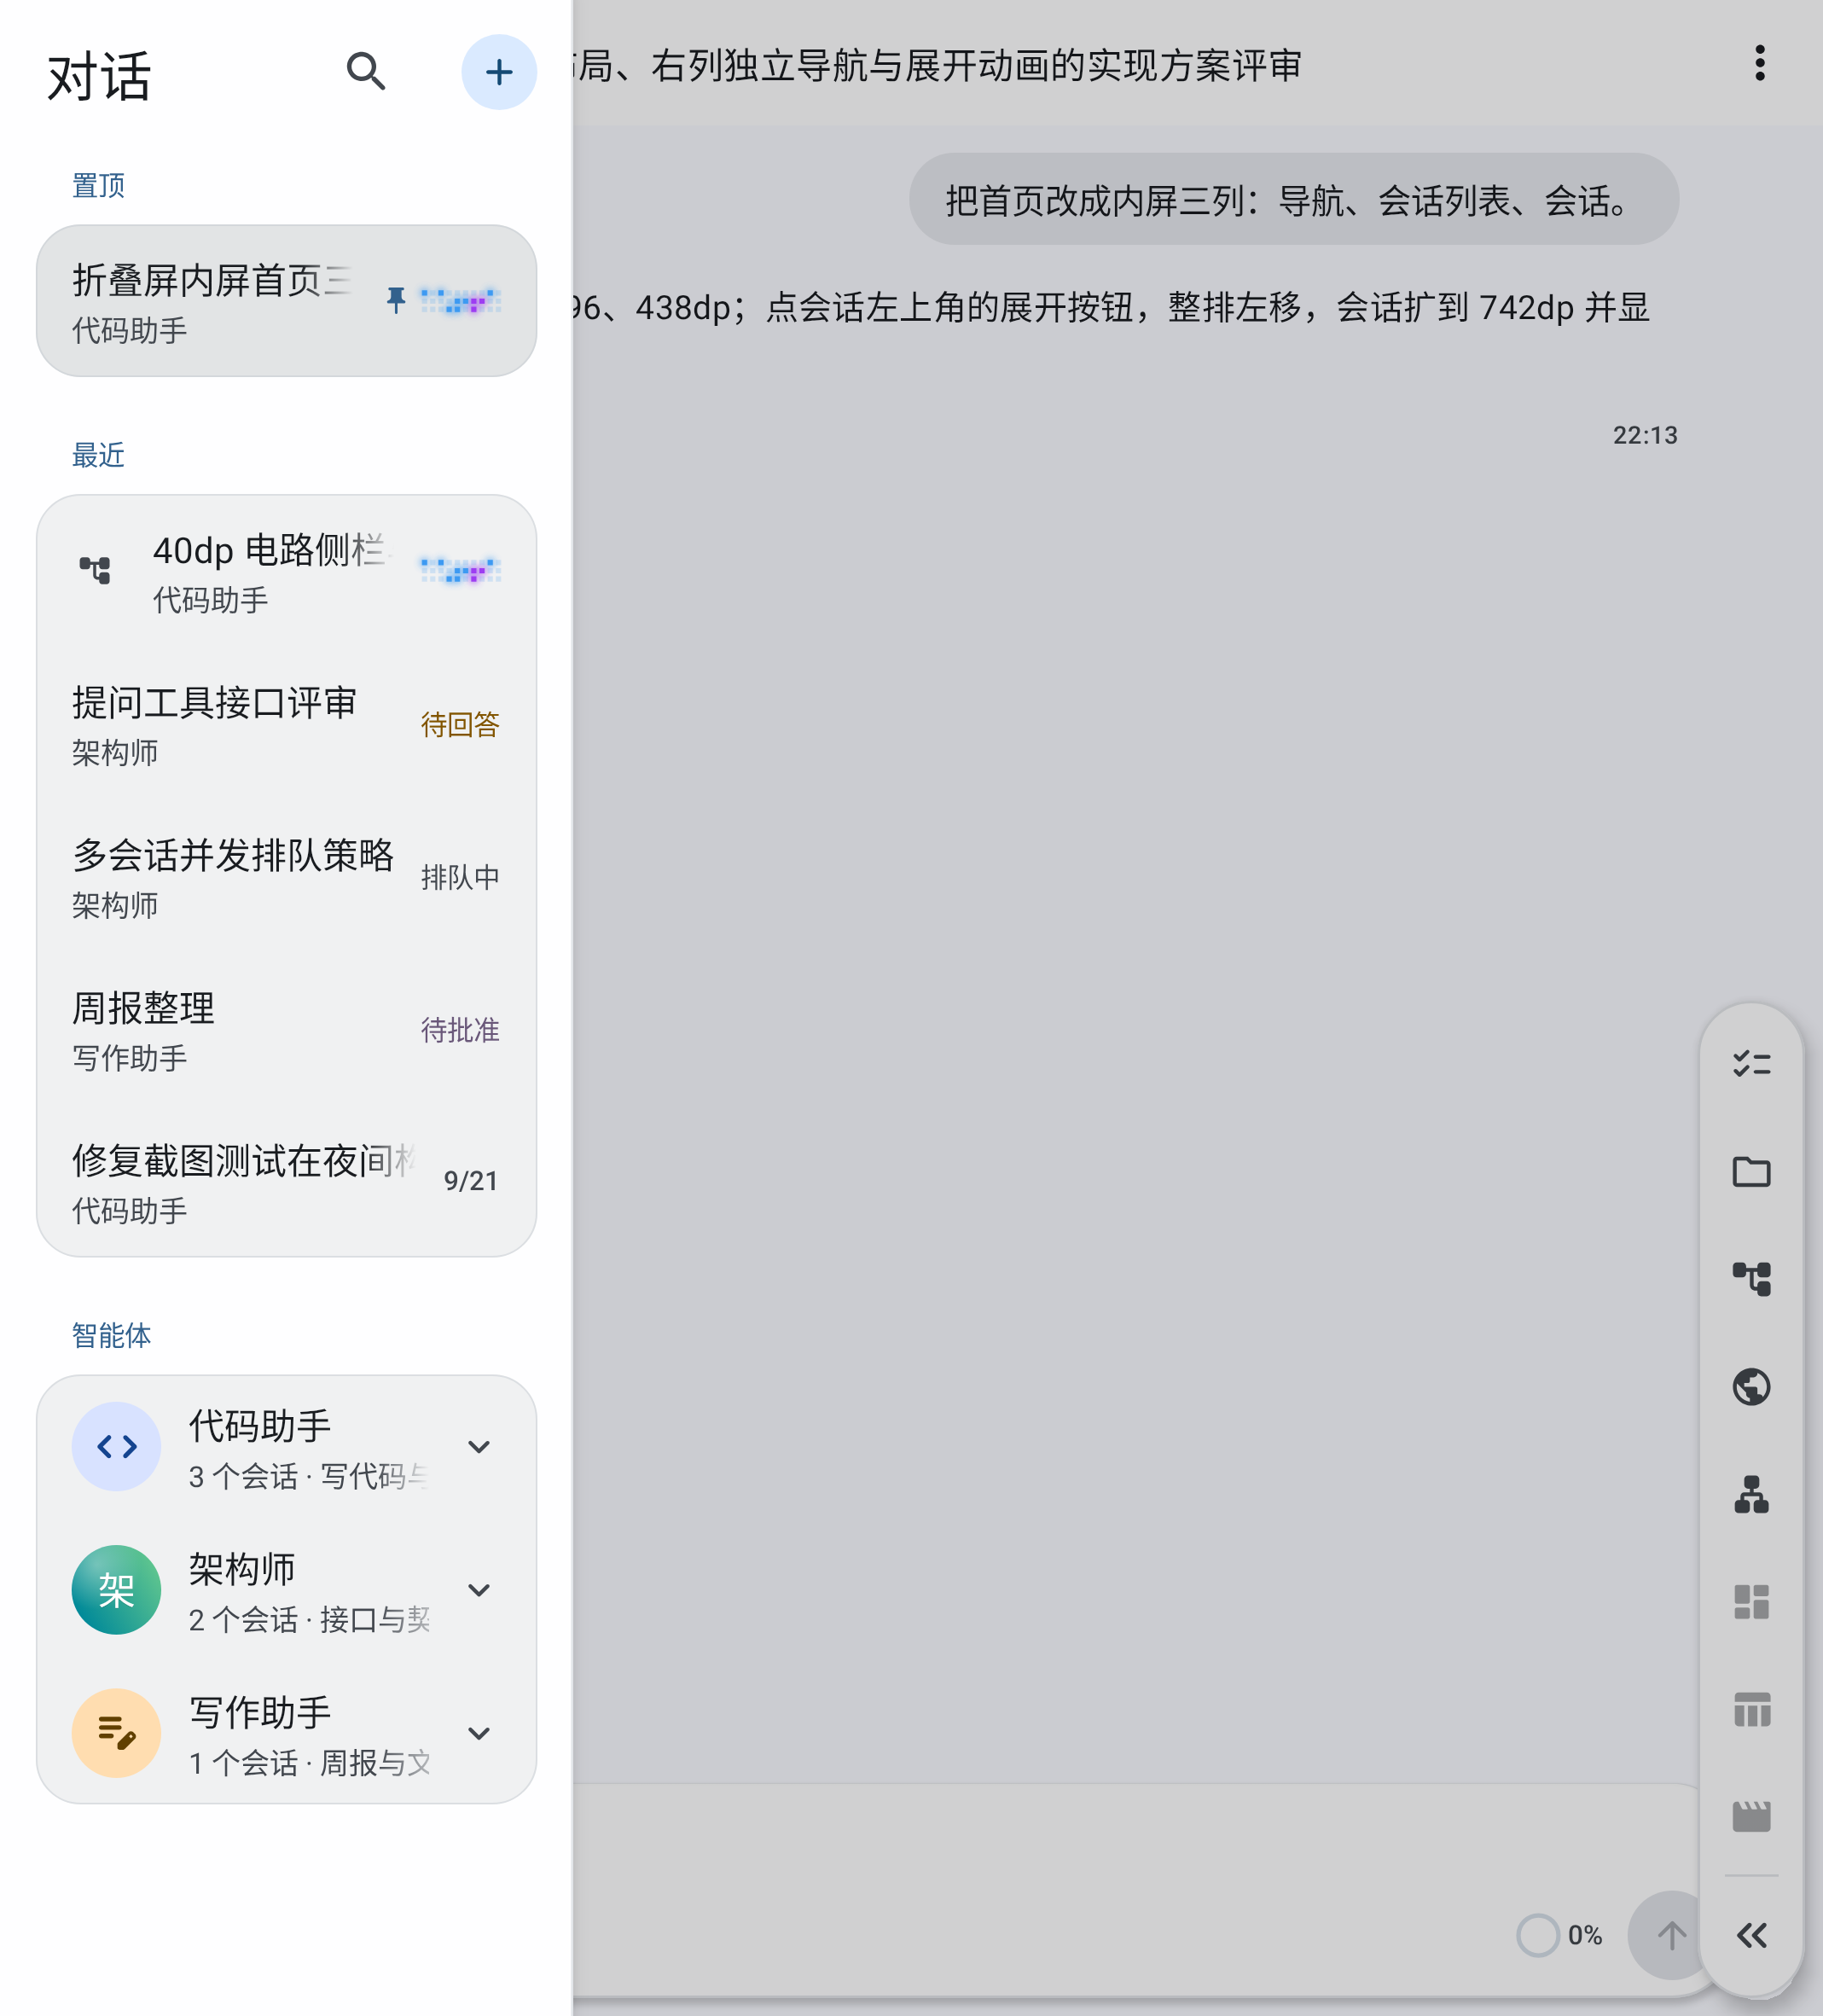 对话
置顶
折叠屏内屏首页三
代码助手
最近
40dp 电路侧栏
代码助手
提问工具接口评审
待回答
架构师
多会话并发排队策略
排队中
架构师
周报整理
待批准
写作助手
修复截图测试在夜间构
9/21
代码助手
智能体
代码助手
3 个会话 · 写代码与
架
架构师
2 个会话 · 接口与契
写作助手
1 个会话 · 周报与文
局、右列独立导航与展开动画的实现方案评审
把首页改成内屏三列：导航、会话列表、会话。
96、438dp；点会话左上角的展开按钮，整排左移，会话扩到 742dp 并显
22:13
0%